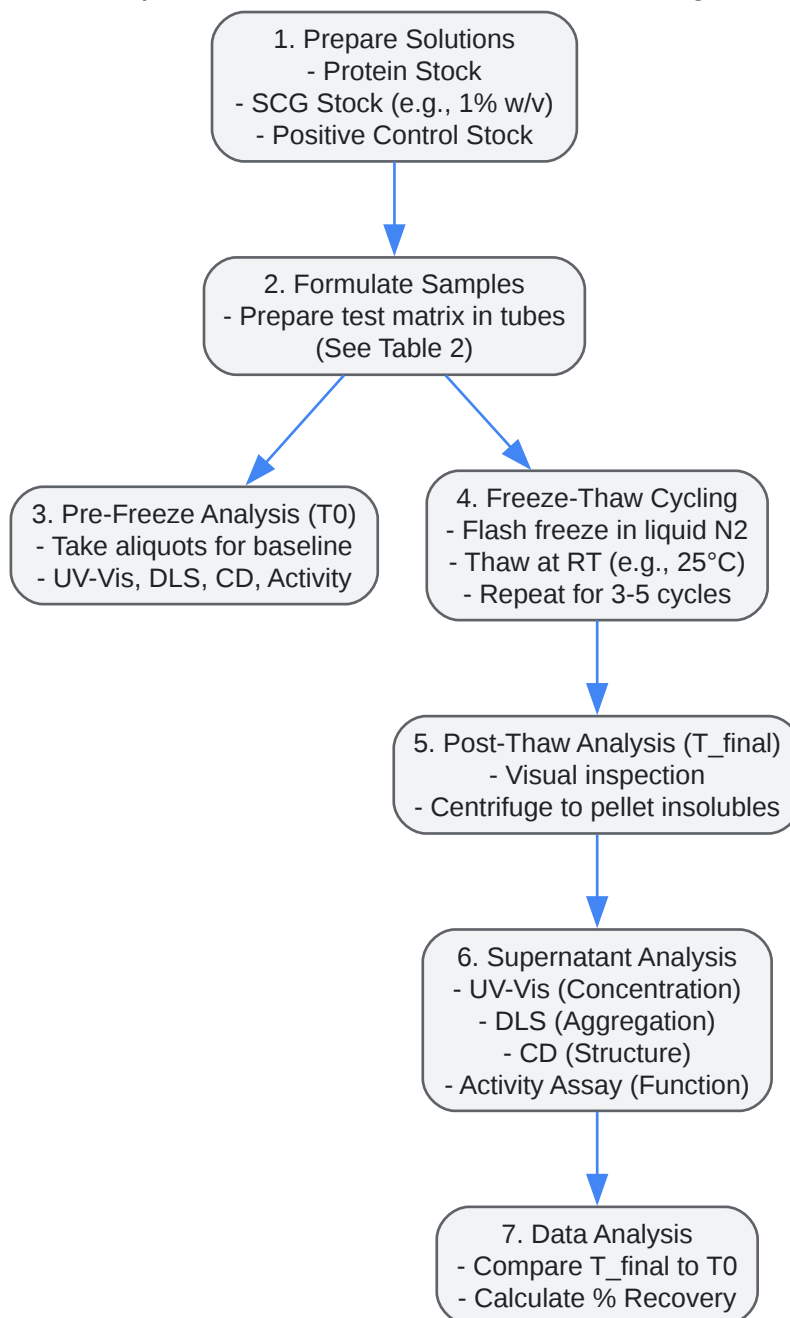 1. Prepare Solutions
- Protein Stock
- SCG Stock (e.g., 1% w/v)
- Positive Control Stock
2. Formulate Samples
- Prepare test matrix in tubes
(See Table 2)
3. Pre-Freeze Analysis (T0)
- Take aliquots for baseline
- UV-Vis, DLS, CD, Activity
4. Freeze-Thaw Cycling
- Flash freeze in liquid N2
- Thaw at RT (e.g., 25°C)
- Repeat for 3-5 cycles
5. Post-Thaw Analysis (T_final)
- Visual inspection
- Centrifuge to pellet insolubles
6. Supernatant Analysis
- UV-Vis (Concentration)
- DLS (Aggregation)
- CD (Structure)
- Activity Assay (Function)
7. Data Analysis
- Compare T_final to T0
- Calculate % Recovery